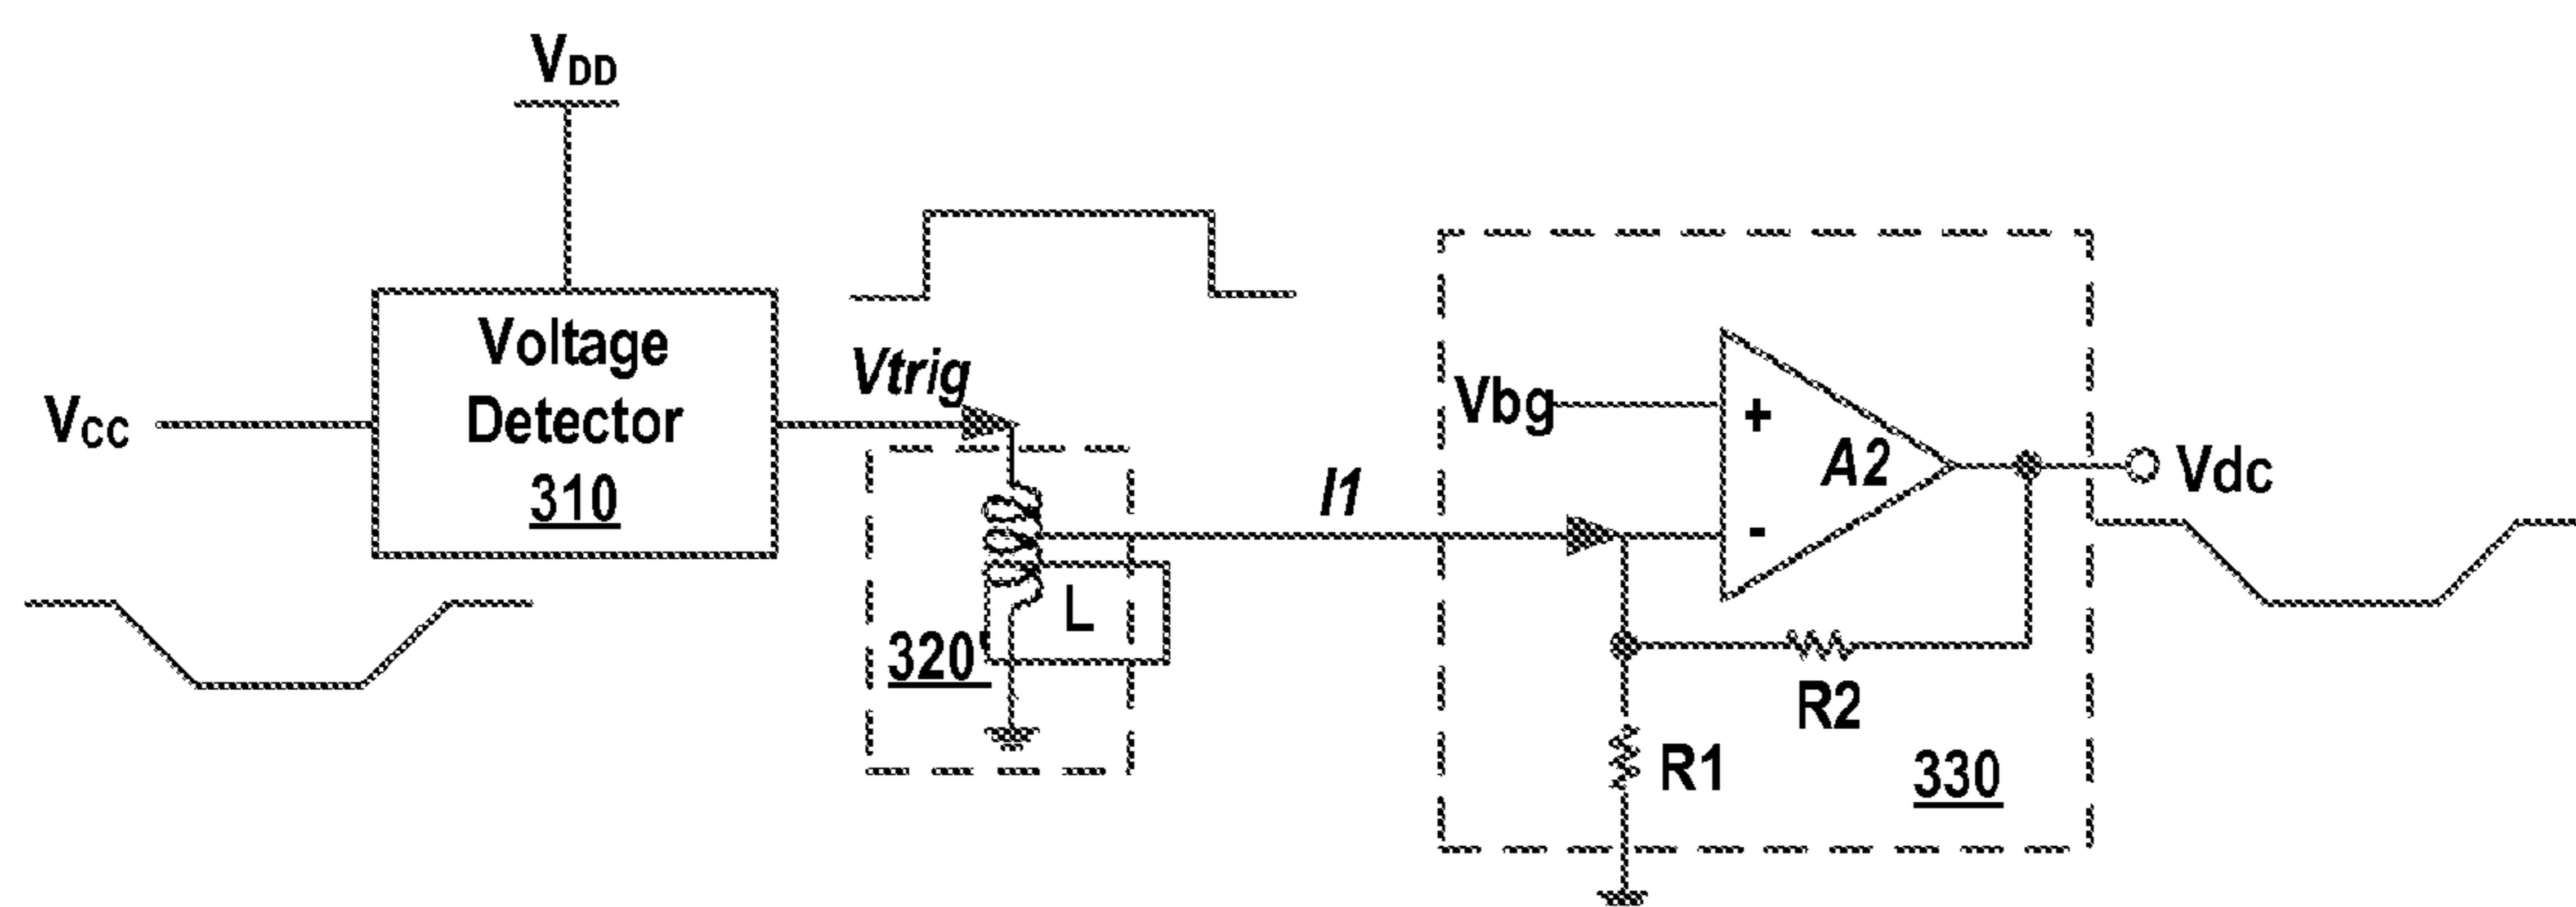 VDD
Voltage
Detector
310
VCC
Vtrig
320'
L
I1
Vbg
+
-
A2
Vdc
R2
R1
330